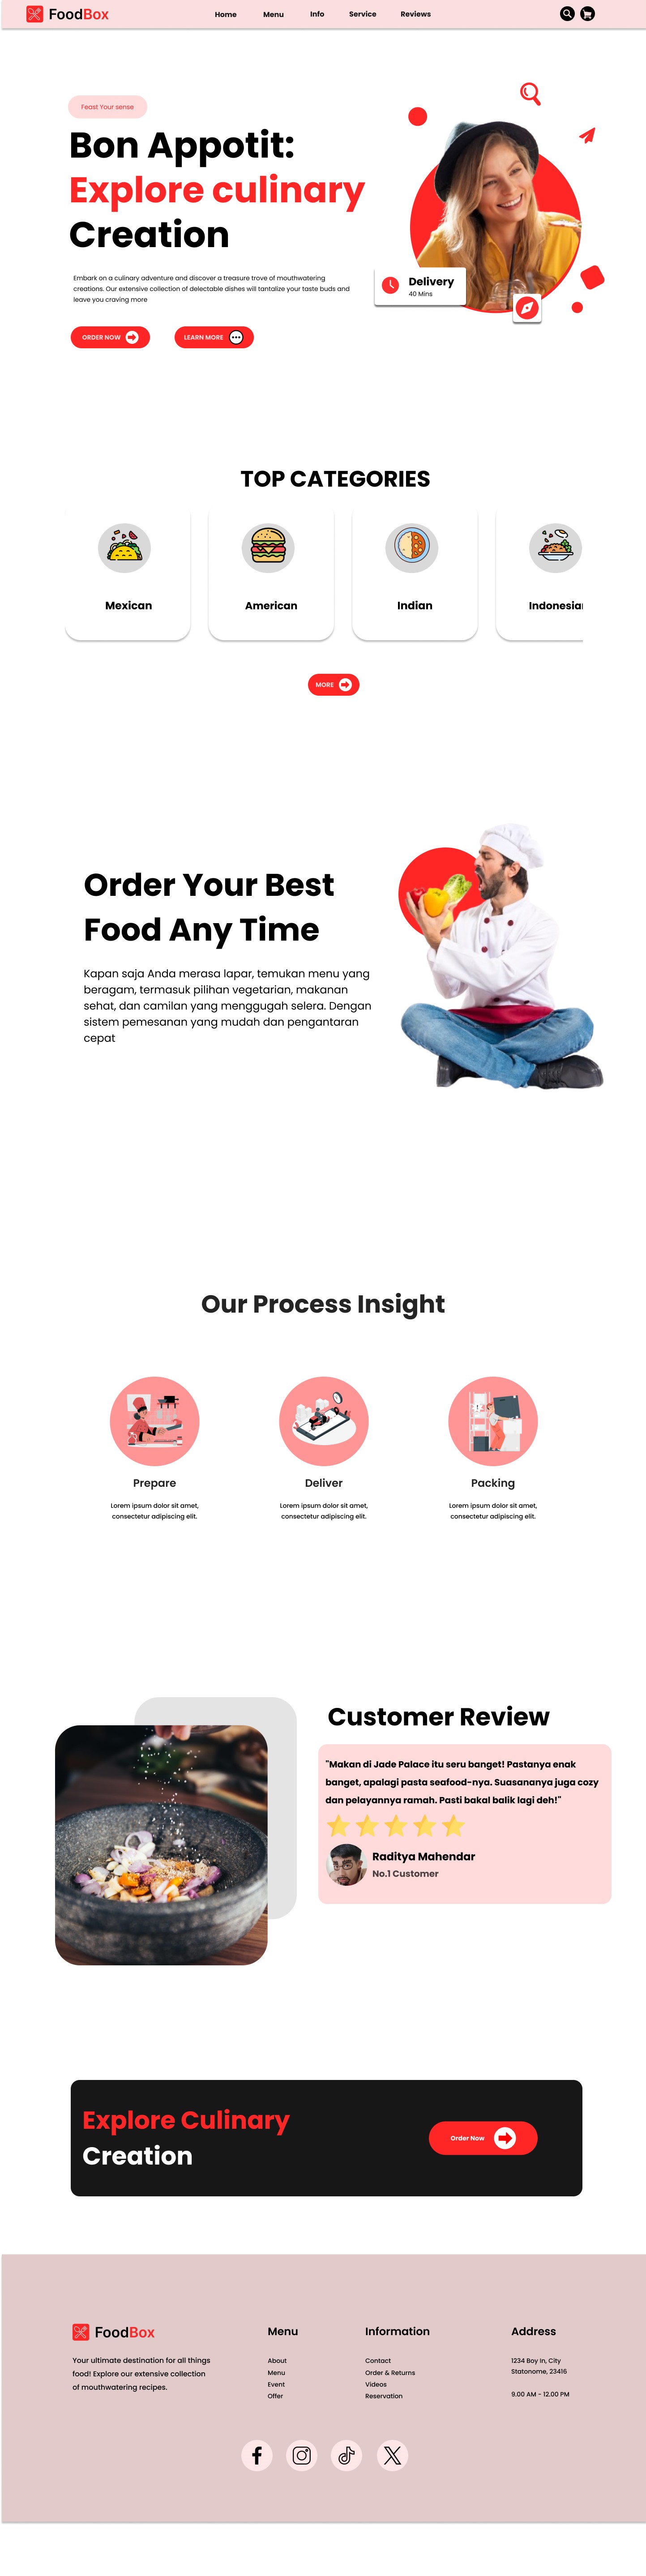 FoodBox
Home Menu Info Service Reviews
Feast Your sense
Bon Appotit:
Explore culinary
Creation
Embark on a culinary adventure and discover a treasure trove of mouthwatering
creations. Our extensive collection of delectable dishes will tantalize your taste buds and
leave you craving more
ORDER NOW
LEARN MORE
Delivery
40 Mins
TOP CATEGORIES
Mexican
American
Indian
Indonesian
MORE
Order Your Best
Food Any Time
Kapan saja Anda merasa lapar, temukan menu yang
beragam, termasuk pilihan vegetarian, makanan
sehat, dan camilan yang menggugah selera. Dengan
sistem pemesanan yang mudah dan pengantaran
cepat
Our Process Insight
Prepare
Lorem ipsum dolor sit amet,
consectetur adipiscing elit.
Deliver
Lorem ipsum dolor sit amet,
consectetur adipiscing elit.
Packing
Lorem ipsum dolor sit amet,
consectetur adipiscing elit.
Customer Review
"Makan di Jade Palace itu seru banget! Pastanya enak
banget, apalagi pasta seafood-nya. Suasananya juga cozy
dan pelayannya ramah. Pasti bakal balik lagi deh!"
Raditya Mahendar
No.1 Customer
Explore Culinary
Creation
Order Now
FoodBox
Your ultimate destination for all things
food! Explore our extensive collection
of mouthwatering recipes.
Menu
About
Menu
Event
Offer
Information
Contact
Order & Returns
Videos
Reservation
Address
1234 Boy In, City
Statonome, 23416
9.00 AM - 12.00 PM